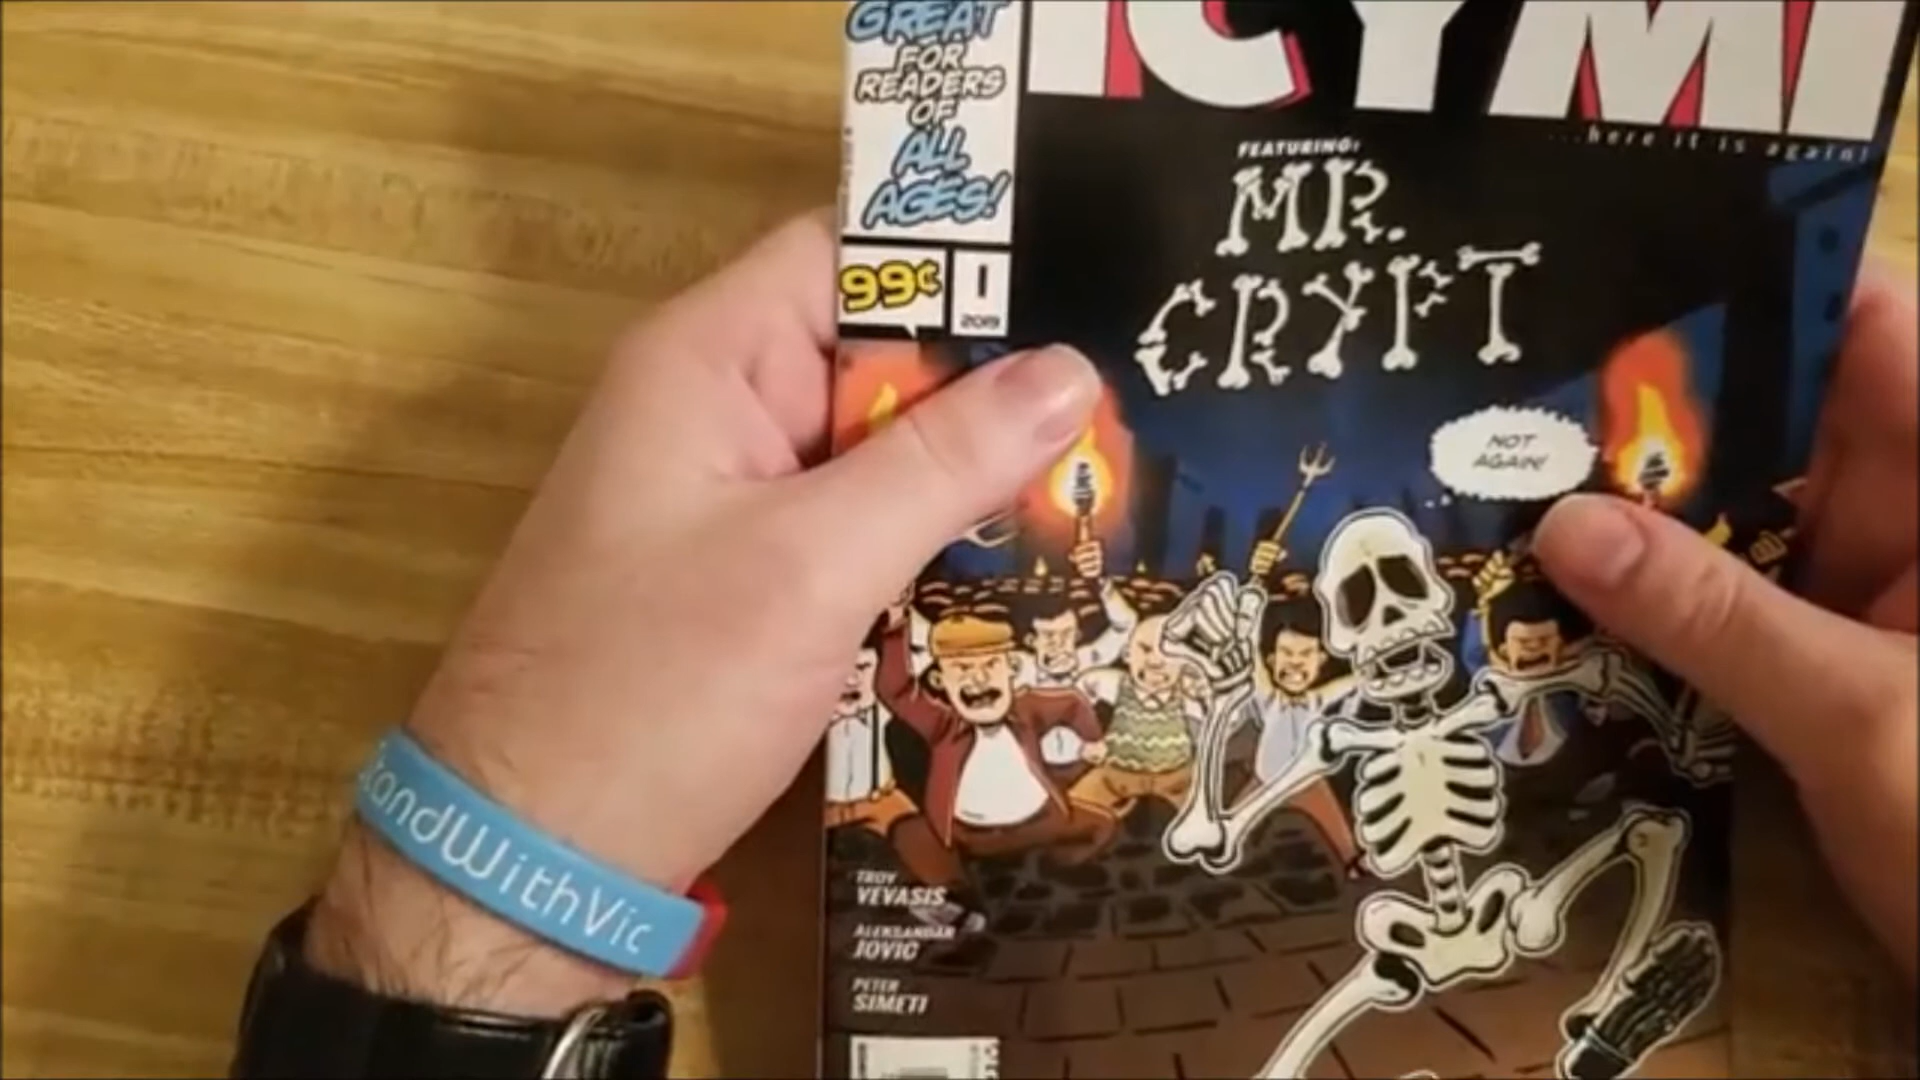 GREAT
FOR
READERS
OF
ALL
AGES!
99¢
1
2019
ICYMI
...here it is again!
FEATURING:
MR.
CRYPT
NOT
AGAIN!
TROY
VEVASIS
ALEKSANDAR
JOVIC
PETER
SIMETI
tandWithVic